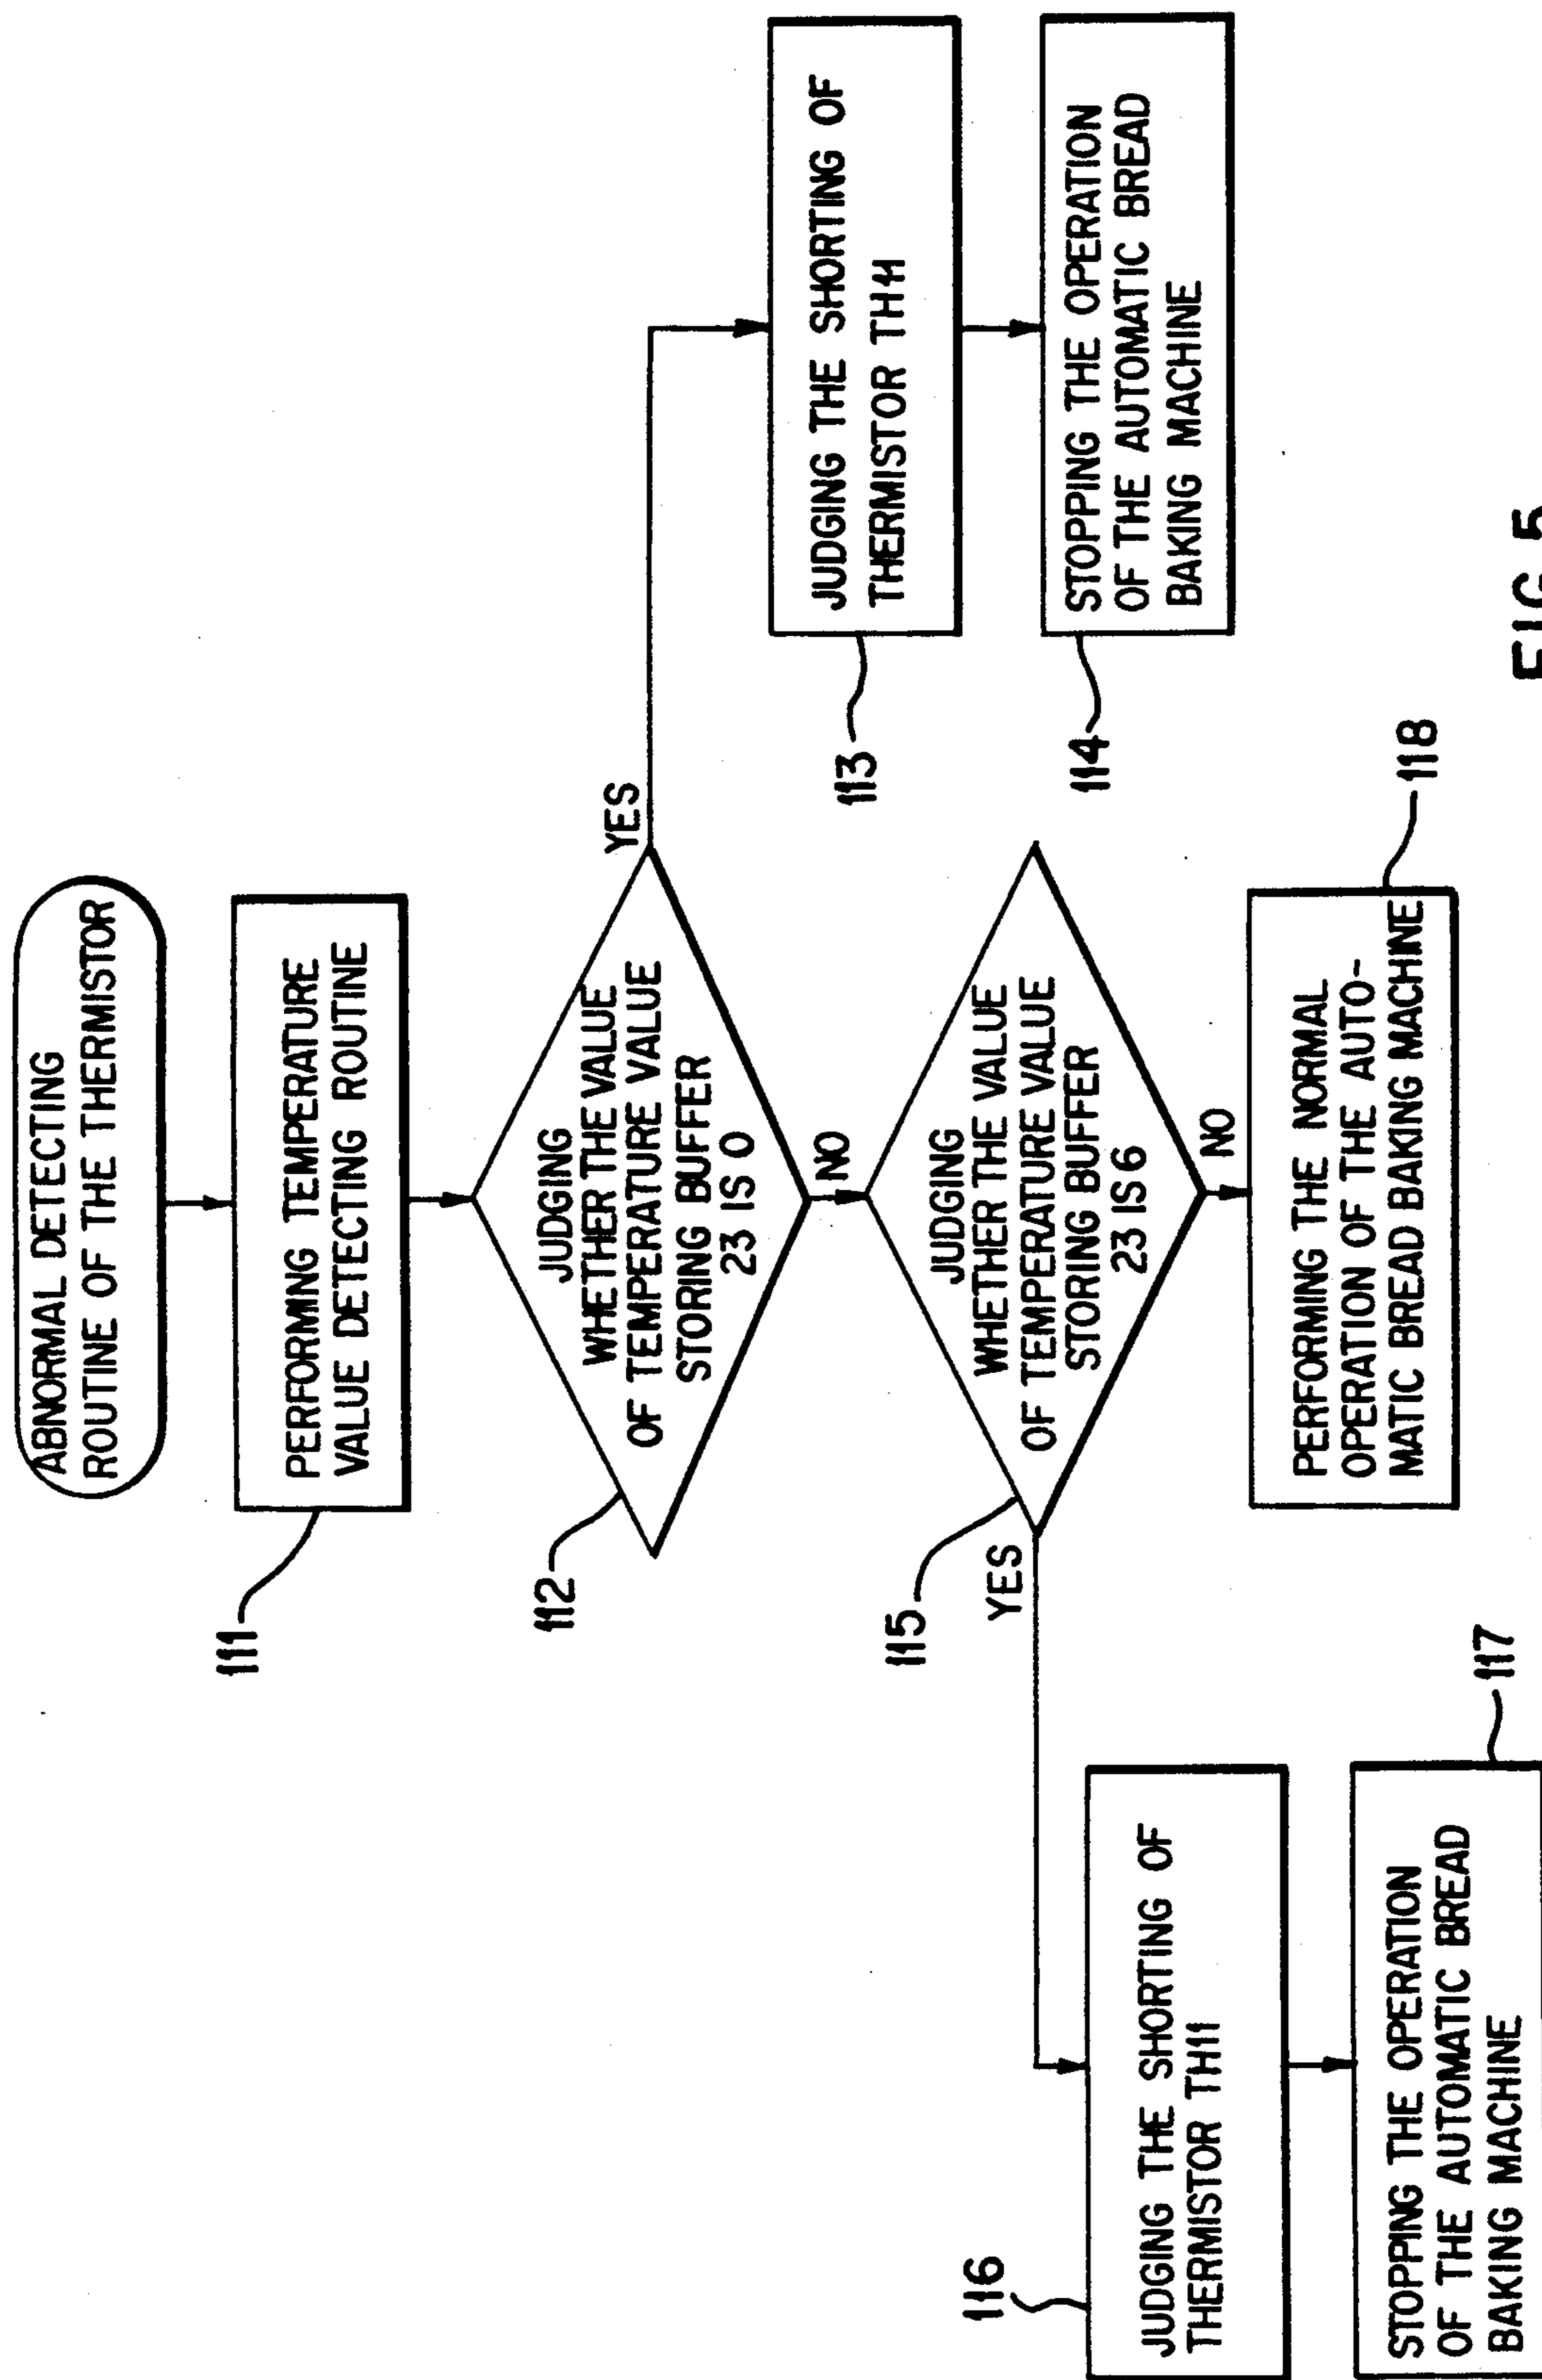 ABNORMAL DETECTING
ROUTINE OF THE THERMISTOR
111
PERFORMING TEMPERATURE
VALUE DETECTING ROUTINE
112
JUDGING
WHETHER THE VALUE
OF TEMPERATURE VALUE
STORING BUFFER
23 IS 0
YES
NO
113
JUDGING THE SHORTING OF
THERMISTOR TH11
114
STOPPING THE OPERATION
OF THE AUTOMATIC BREAD
BAKING MACHINE
115
JUDGING
WHETHER THE VALUE
OF TEMPERATURE VALUE
STORING BUFFER
23 IS 6
YES
NO
116
JUDGING THE SHORTING OF
THERMISTOR TH11
117
STOPPING THE OPERATION
OF THE AUTOMATIC BREAD
BAKING MACHINE
118
PERFORMING THE NORMAL
OPERATION OF THE AUTO-
MATIC BREAD BAKING MACHINE
FIG 5